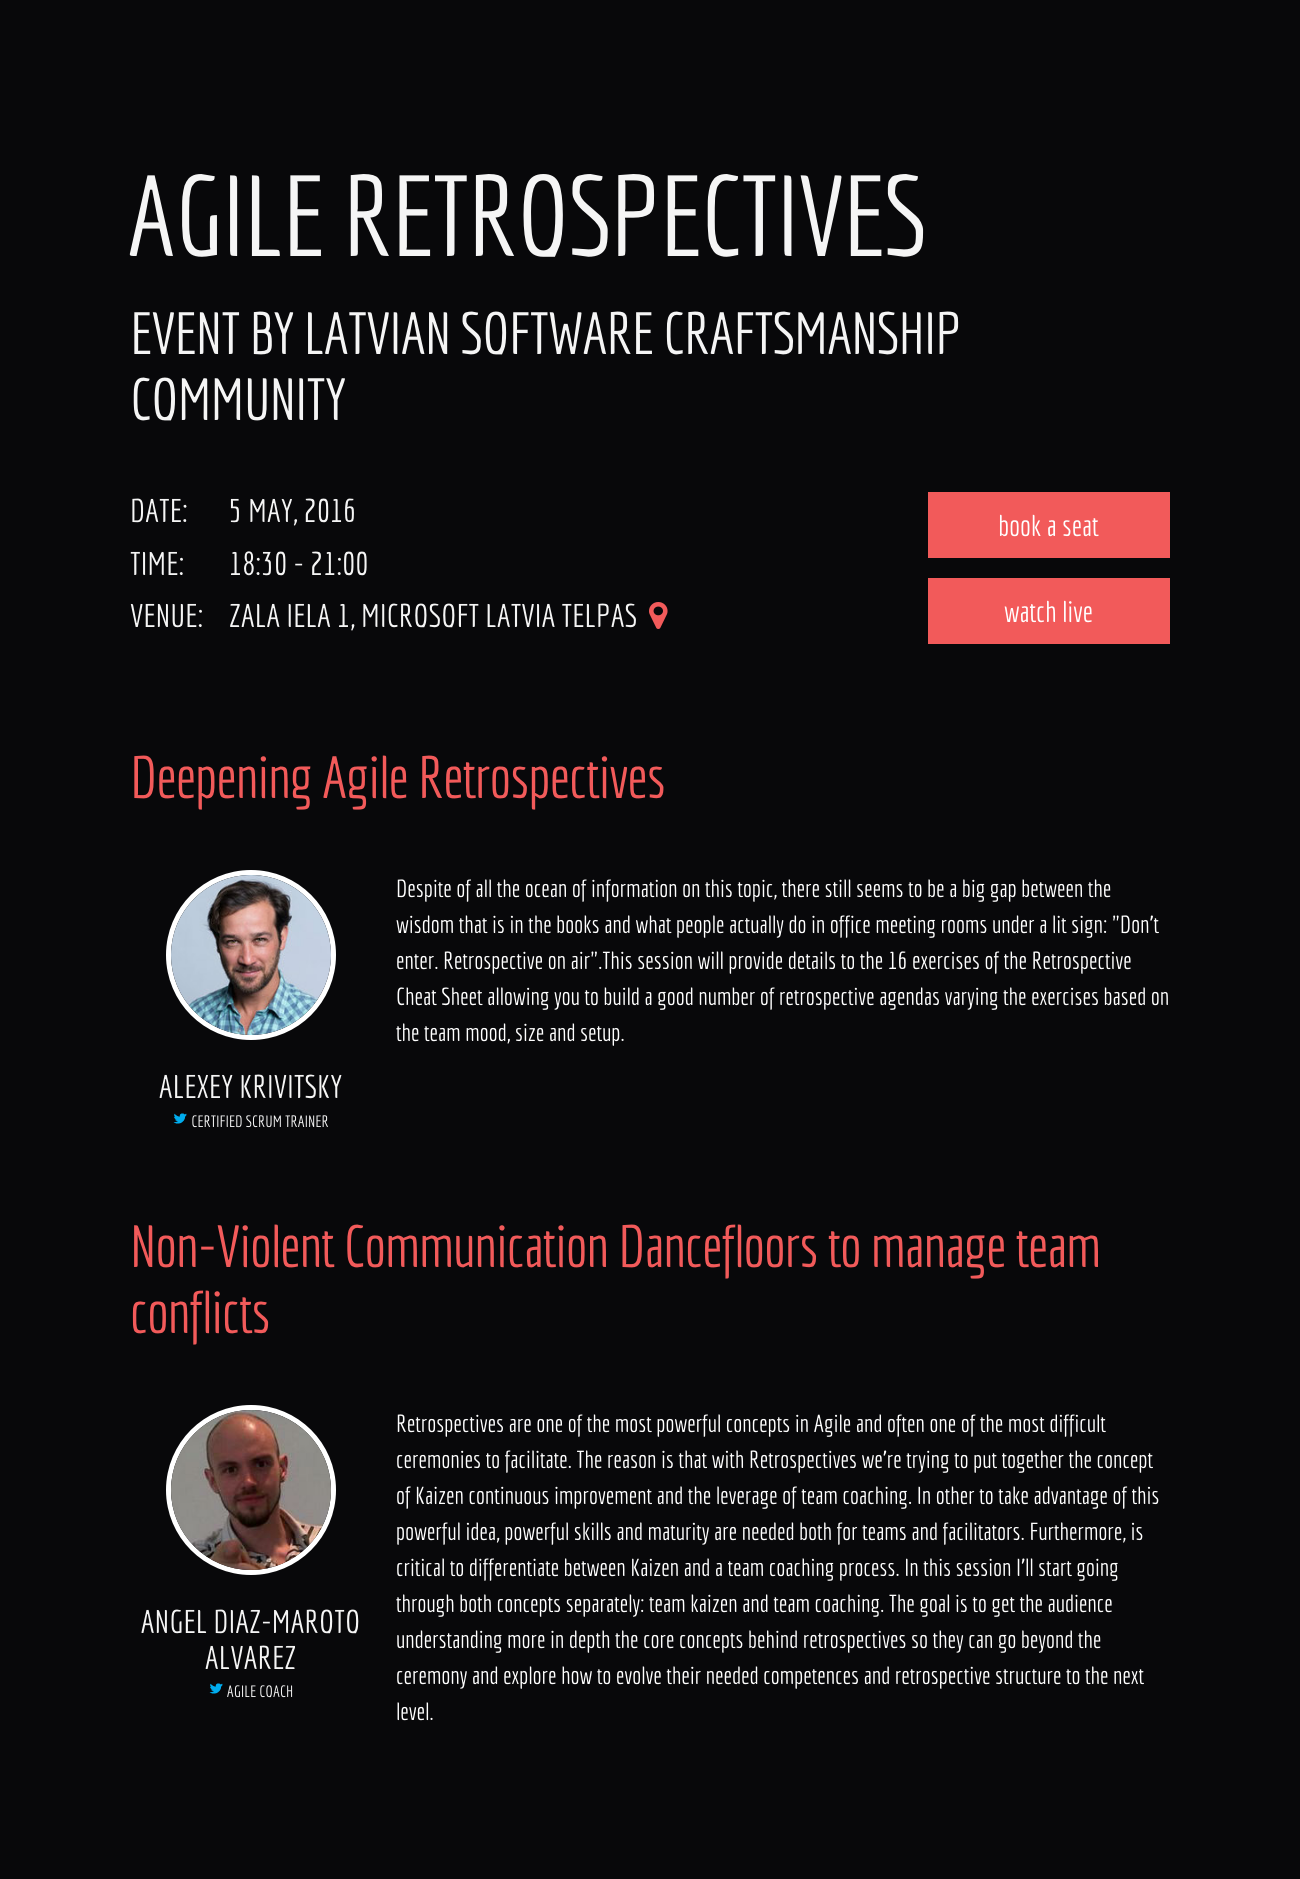 AGILE RETROSPECTIVES
EVENT BY LATVIAN SOFTWARE CRAFTSMANSHIP
COMMUNITY
DATE: 5 MAY, 2016
TIME: 18:30 - 21:00
VENUE: ZALA IELA 1, MICROSOFT LATVIA TELPAS
book a seat
watch live
Deepening Agile Retrospectives
Despite of all the ocean of information on this topic, there still seems to be a big gap between the
wisdom that is in the books and what people actually do in office meeting rooms under a lit sign: "Don't
enter. Retrospective on air".This session will provide details to the 16 exercises of the Retrospective
Cheat Sheet allowing you to build a good number of retrospective agendas varying the exercises based on
the team mood, size and setup.
ALEXEY KRIVITSKY
CERTIFIED SCRUM TRAINER
Non-Violent Communication Dancefloors to manage team
conflicts
Retrospectives are one of the most powerful concepts in Agile and often one of the most difficult
ceremonies to facilitate. The reason is that with Retrospectives we're trying to put together the concept
of Kaizen continuous improvement and the leverage of team coaching. In other to take advantage of this
powerful idea, powerful skills and maturity are needed both for teams and facilitators. Furthermore, is
critical to differentiate between Kaizen and a team coaching process. In this session I'll start going
through both concepts separately: team kaizen and team coaching. The goal is to get the audience
understanding more in depth the core concepts behind retrospectives so they can go beyond the
ceremony and explore how to evolve their needed competences and retrospective structure to the next
level.
ANGEL DIAZ-MAROTO
ALVAREZ
AGILE COACH